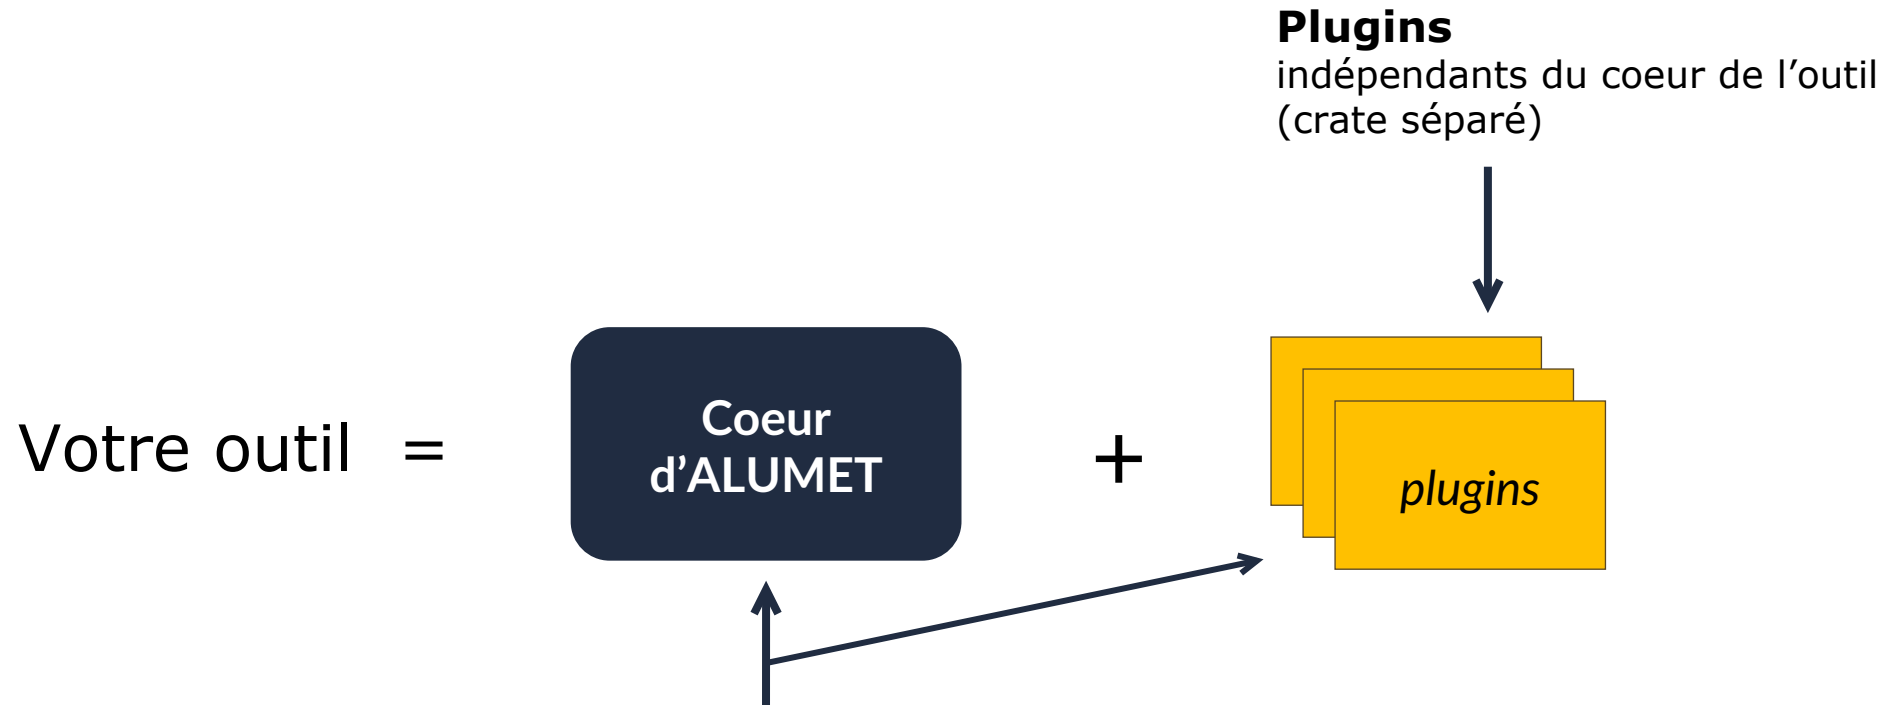 Plugins
indépendants du coeur de l’outil
(crate séparé)
Votre outil =
Coeur
d’ALUMET
+
plugins